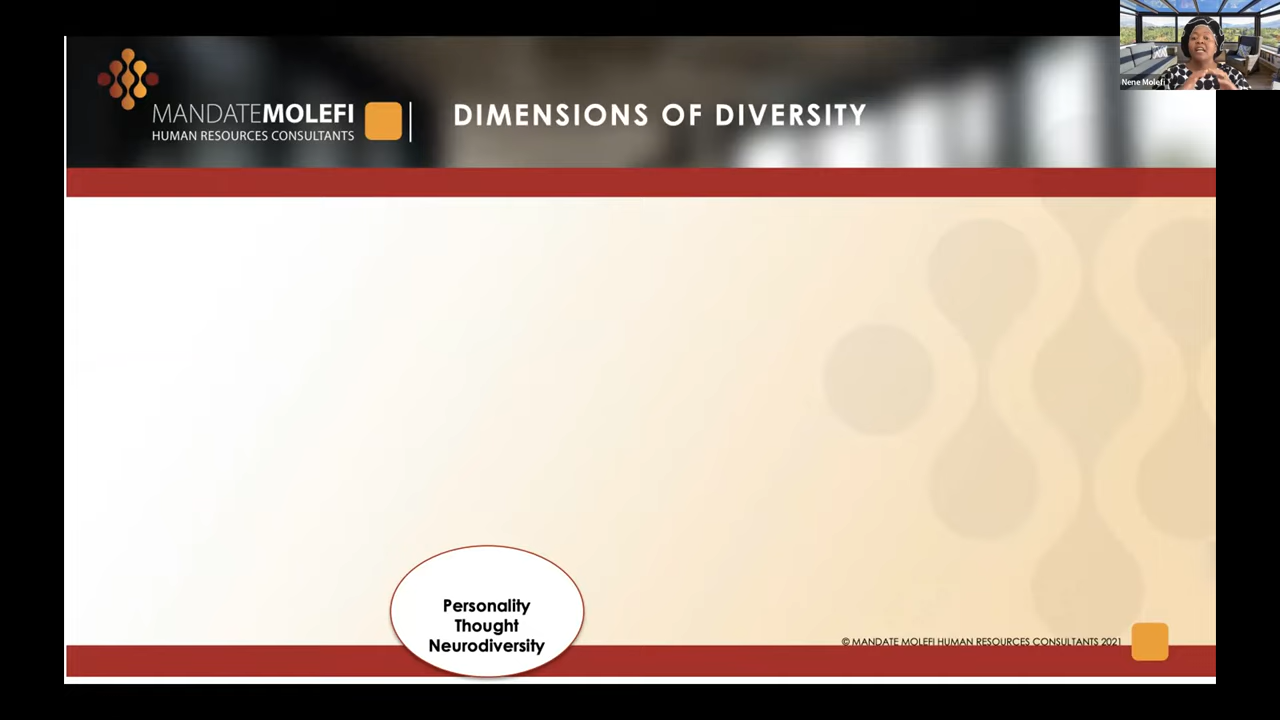 Nene Molefi
MANDATEMOLEFI
HUMAN RESOURCES CONSULTANTS
DIMENSIONS OF DIVERSITY
Personality
Thought
Neurodiversity
© MANDATE MOLEFI HUMAN RESOURCES CONSULTANTS 2021